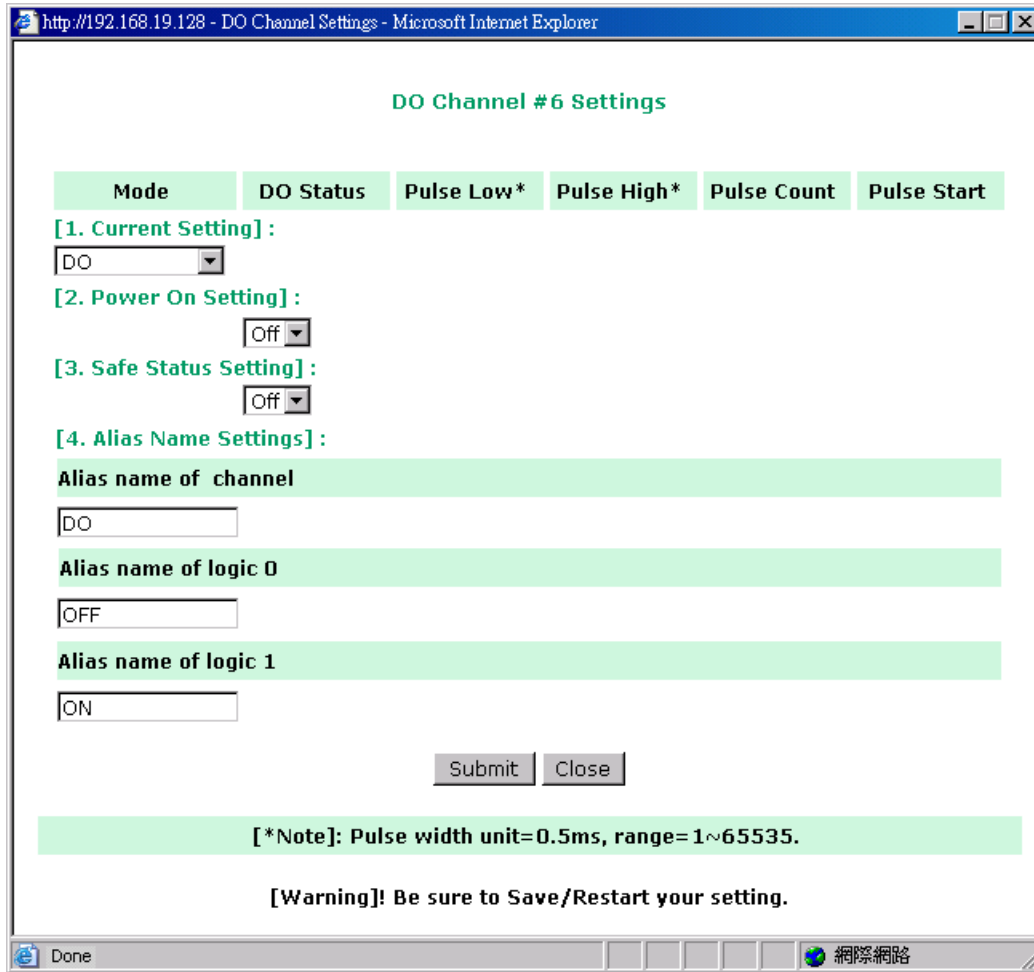 http://192.168.19.128 - DO Channel Settings - Microsoft Internet Explorer
DO Channel #6 Settings
Mode DO Status Pulse Low* Pulse High* Pulse Count Pulse Start
[1. Current Setting] :
DO
[2. Power On Setting] :
Off
[3. Safe Status Setting] :
Off
[4. Alias Name Settings] :
Alias name of channel
DO
Alias name of logic 0
OFF
Alias name of logic 1
ON
Submit Close
[*Note]: Pulse width unit=0.5ms, range=1~65535.
[Warning]! Be sure to Save/Restart your setting.
Done 網際網路